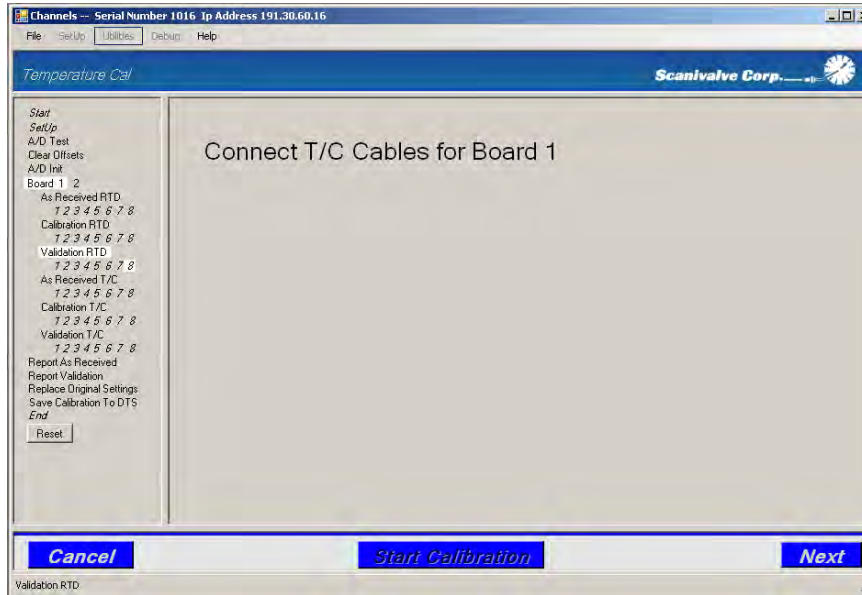 Channels -- Serial Number 1016 Ip Address 191.30.60.16
File SetUp Utilities Debug Help
Temperature Cal
Scanivalve Corp.
Start
SetUp
A/D Test
Clear Offsets
A/D Init
Board 1 2
As Received RTD
1 2 3 4 5 6 7 8
Calibration RTD
1 2 3 4 5 6 7 8
Validation RTD
1 2 3 4 5 6 7 8
As Received T/C
1 2 3 4 5 6 7 8
Calibration T/C
1 2 3 4 5 6 7 8
Validation T/C
1 2 3 4 5 6 7 8
Report As Received
Report Validation
Replace Original Settings
Save Calibration To DTS
End
Reset
Connect T/C Cables for Board 1
Cancel
Start Calibration
Next
Validation RTD